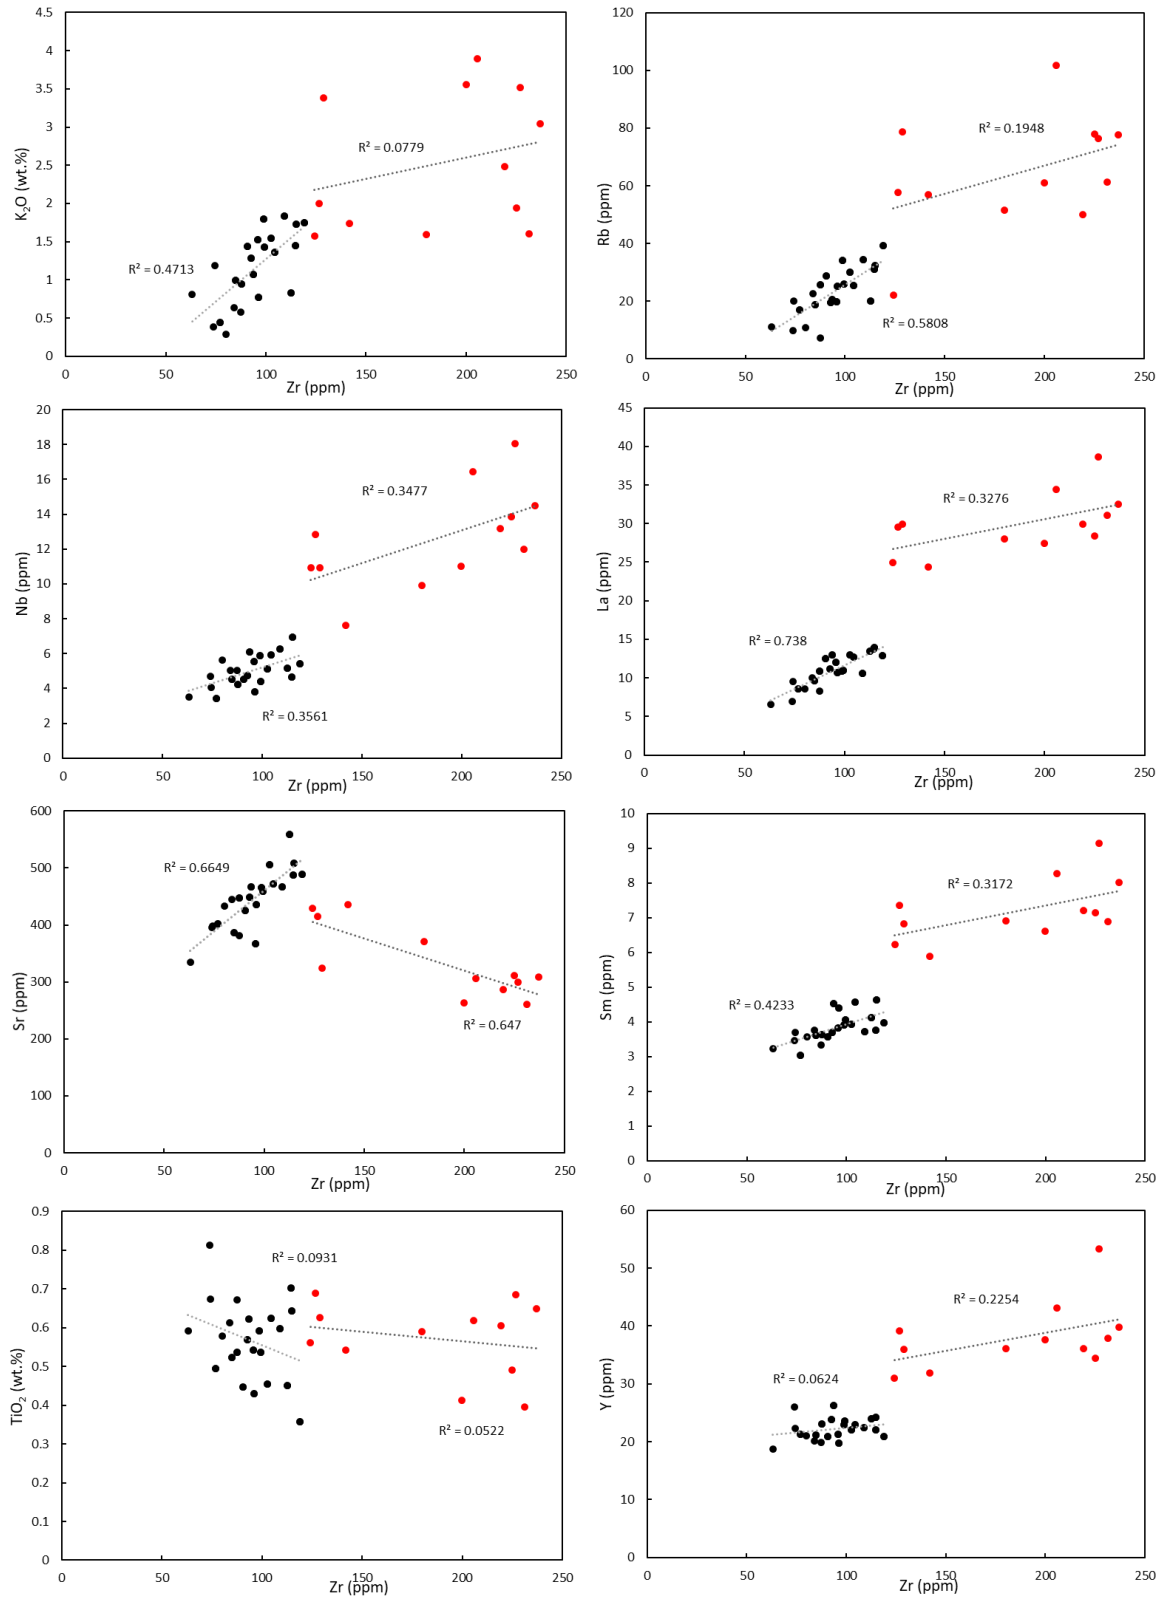 4.5
4
3.5
3
2.5
2
1.5
1
0.5
0
K₂O (wt.%)
R² = 0.0779
R² = 0.4713
0 50 100 150 200 250
Zr (ppm)
120
100
80
60
40
20
0
Rb (ppm)
R² = 0.1948
R² = 0.5808
0 50 100 150 200 250
Zr (ppm)
20
18
16
14
12
10
8
6
4
2
0
Nb (ppm)
R² = 0.3477
R² = 0.3561
0 50 100 150 200 250
Zr (ppm)
45
40
35
30
25
20
15
10
5
0
La (ppm)
R² = 0.3276
R² = 0.738
0 50 100 150 200 250
Zr (ppm)
600
500
400
300
200
100
0
Sr (ppm)
R² = 0.6649
R² = 0.647
0 50 100 150 200 250
Zr (ppm)
10
9
8
7
6
5
4
3
2
1
0
Sm (ppm)
R² = 0.3172
R² = 0.4233
0 50 100 150 200 250
Zr (ppm)
0.9
0.8
0.7
0.6
0.5
0.4
0.3
0.2
0.1
0
TiO₂ (wt.%)
R² = 0.0931
R² = 0.0522
0 50 100 150 200 250
Zr (ppm)
60
50
40
30
20
10
0
Y (ppm)
R² = 0.2254
R² = 0.0624
0 50 100 150 200 250
Zr (ppm)